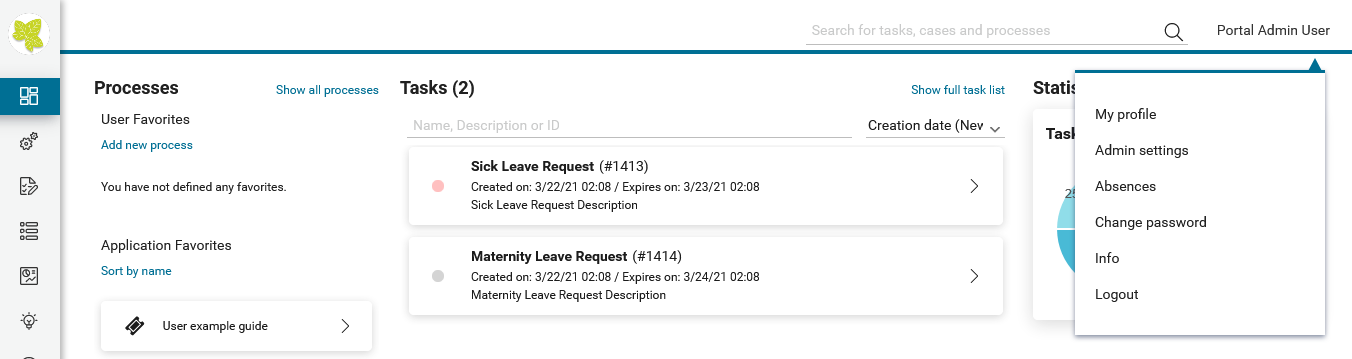 Search for tasks, cases and processes
Portal Admin User
Processes
Show all processes
User Favorites
Add new process
You have not defined any favorites.
Application Favorites
Sort by name
User example guide
Tasks (2)
Show full task list
Name, Description or ID
Creation date (Nev
Sick Leave Request (#1413)
Created on: 3/22/21 02:08 / Expires on: 3/23/21 02:08
Sick Leave Request Description
Maternity Leave Request (#1414)
Created on: 3/22/21 02:08 / Expires on: 3/24/21 02:08
Maternity Leave Request Description
Statis
Task
My profile
Admin settings
Absences
Change password
Info
Logout